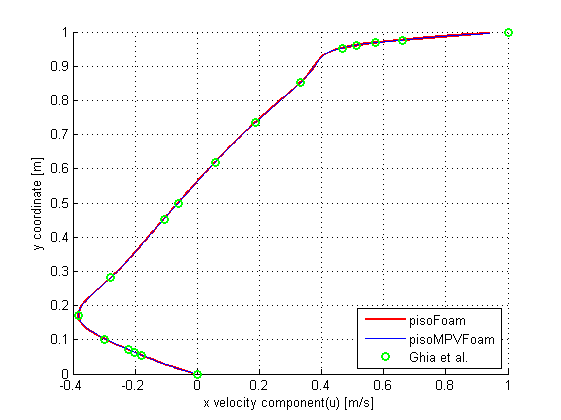 1
0.9
0.8
0.7
0.6
0.5
0.4
0.3
0.2
0.1
0
y coordinate [m]
pisoFoam
pisoMPVFoam
Ghia et al.
-0.4 -0.2 0 0.2 0.4 0.6 0.8 1
x velocity component(u) [m/s]